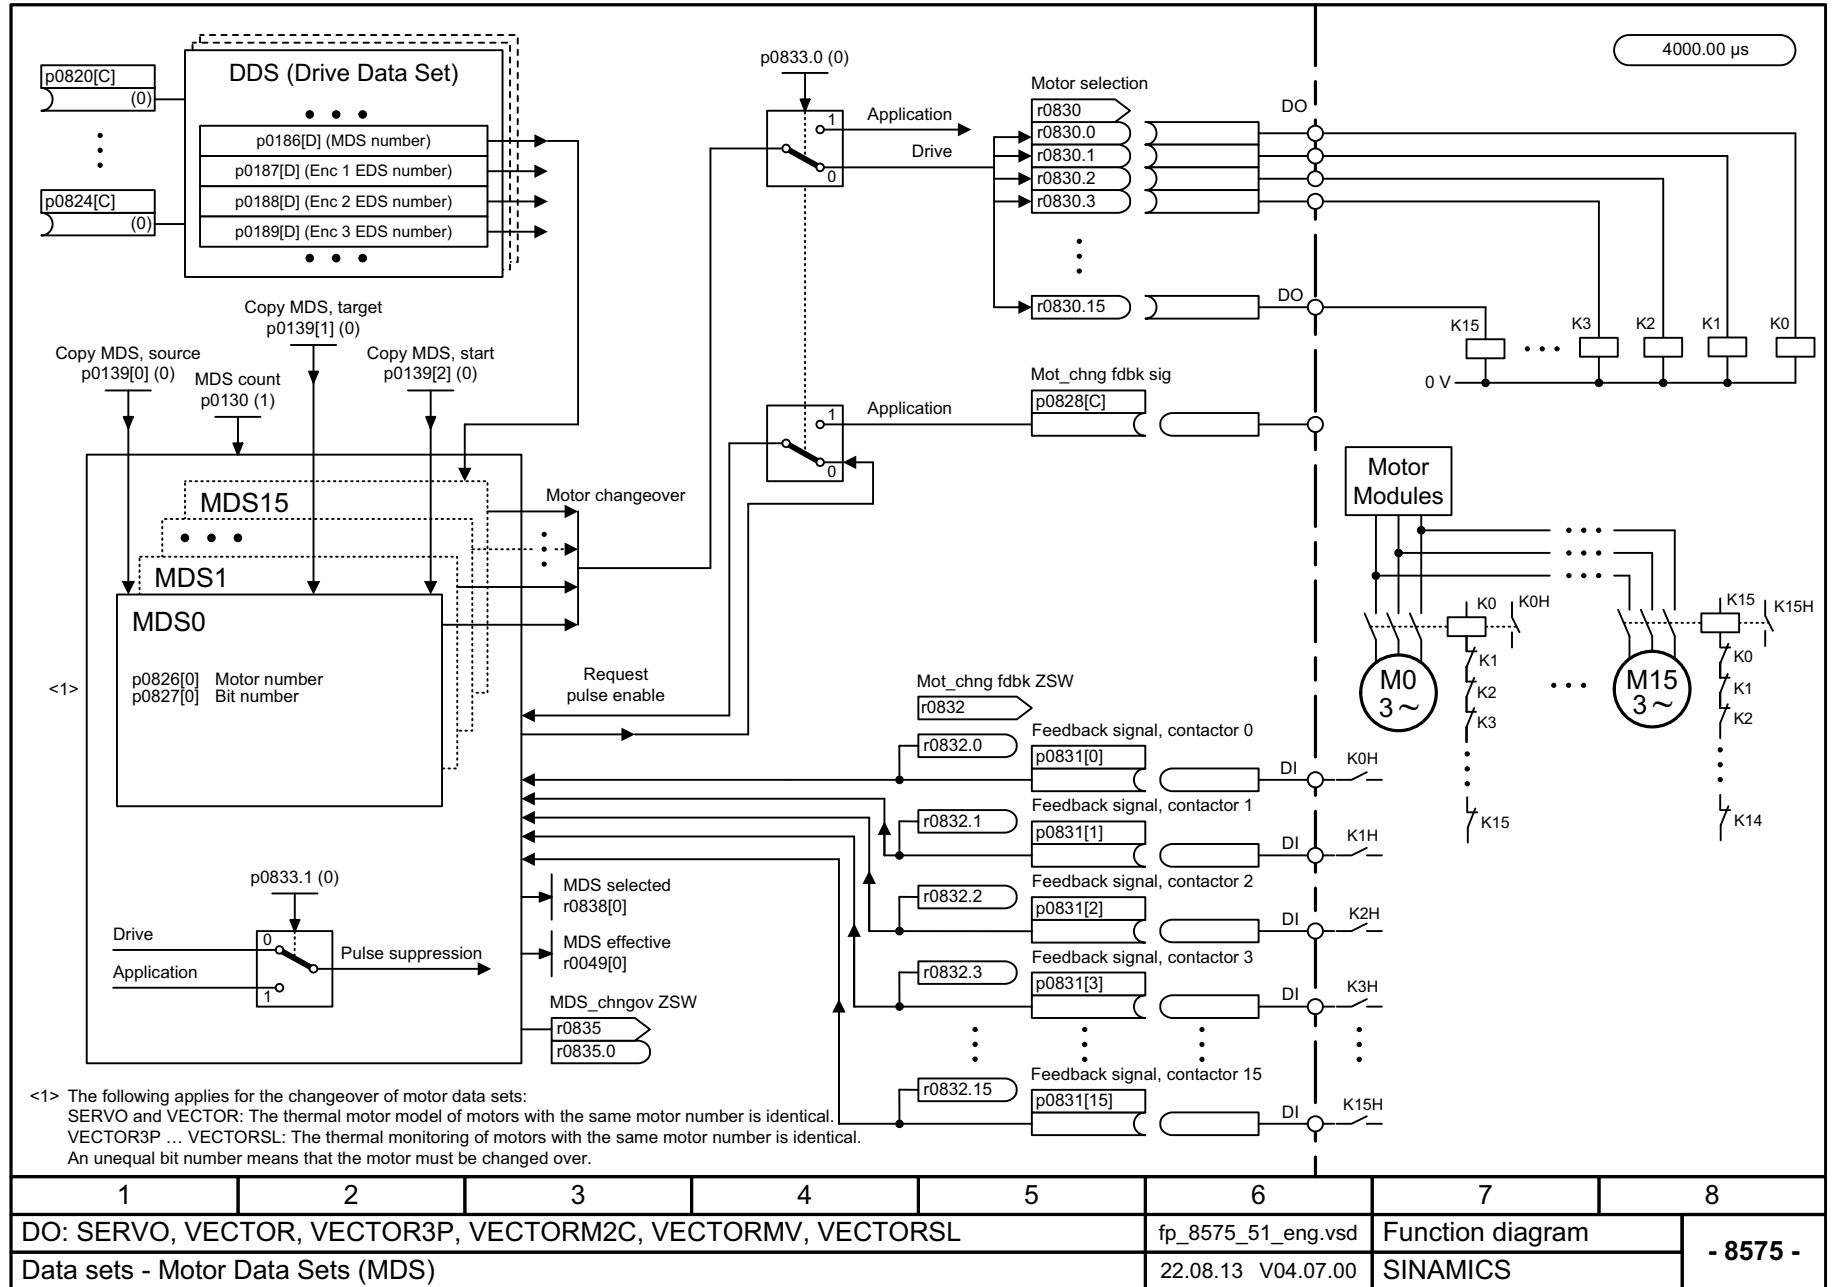 p0820[C]
(0)
p0824[C]
(0)
DDS (Drive Data Set)
p0186[D] (MDS number)
p0187[D] (Enc 1 EDS number)
p0188[D] (Enc 2 EDS number)
p0189[D] (Enc 3 EDS number)
p0833.0 (0)
1
0
Application
Drive
Motor selection
r0830
r0830.0
r0830.1
r0830.2
r0830.3
r0830.15
DO
DO
4000.00 µs
K15
K3
K2
K1
K0
0 V
Copy MDS, target
p0139[1] (0)
Copy MDS, source
p0139[0] (0)
MDS count
p0130 (1)
Copy MDS, start
p0139[2] (0)
1
0
Application
Mot_chng fdbk sig
p0828[C]
MDS15
MDS1
MDS0
p0826[0] Motor number
p0827[0] Bit number
<1>
Motor changeover
Request
pulse enable
Motor
Modules
K0
K0H
K1
K2
K3
K15
M0
3 ~
K15
K15H
K0
K1
K2
K14
M15
3 ~
Mot_chng fdbk ZSW
r0832
r0832.0
Feedback signal, contactor 0
p0831[0]
DI
K0H
r0832.1
Feedback signal, contactor 1
p0831[1]
DI
K1H
r0832.2
Feedback signal, contactor 2
p0831[2]
DI
K2H
r0832.3
Feedback signal, contactor 3
p0831[3]
DI
K3H
r0832.15
Feedback signal, contactor 15
p0831[15]
DI
K15H
p0833.1 (0)
Drive
Application
0
1
Pulse suppression
MDS selected
r0838[0]
MDS effective
r0049[0]
MDS_chngov ZSW
r0835
r0835.0
<1> The following applies for the changeover of motor data sets:
SERVO and VECTOR: The thermal motor model of motors with the same motor number is identical.
VECTOR3P … VECTORSL: The thermal monitoring of motors with the same motor number is identical.
An unequal bit number means that the motor must be changed over.
1 2 3 4 5 6 7 8
DO: SERVO, VECTOR, VECTOR3P, VECTORM2C, VECTORMV, VECTORSL
fp_8575_51_eng.vsd
Function diagram
- 8575 -
Data sets - Motor Data Sets (MDS)
22.08.13 V04.07.00
SINAMICS